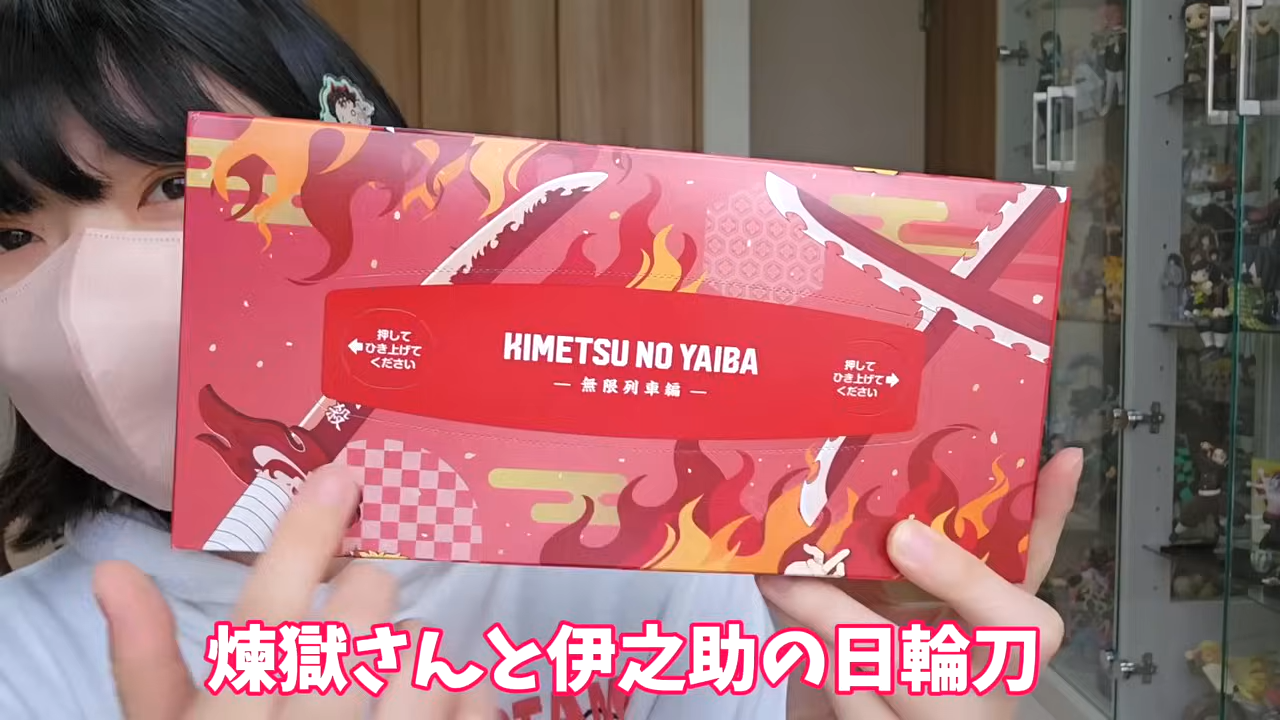 押して
ひき上げて
ください
KIMETSU NO YAIBA
― 無限列車編 ―
押して
ひき上げて
ください
殺
煉獄さんと伊之助の日輪刀